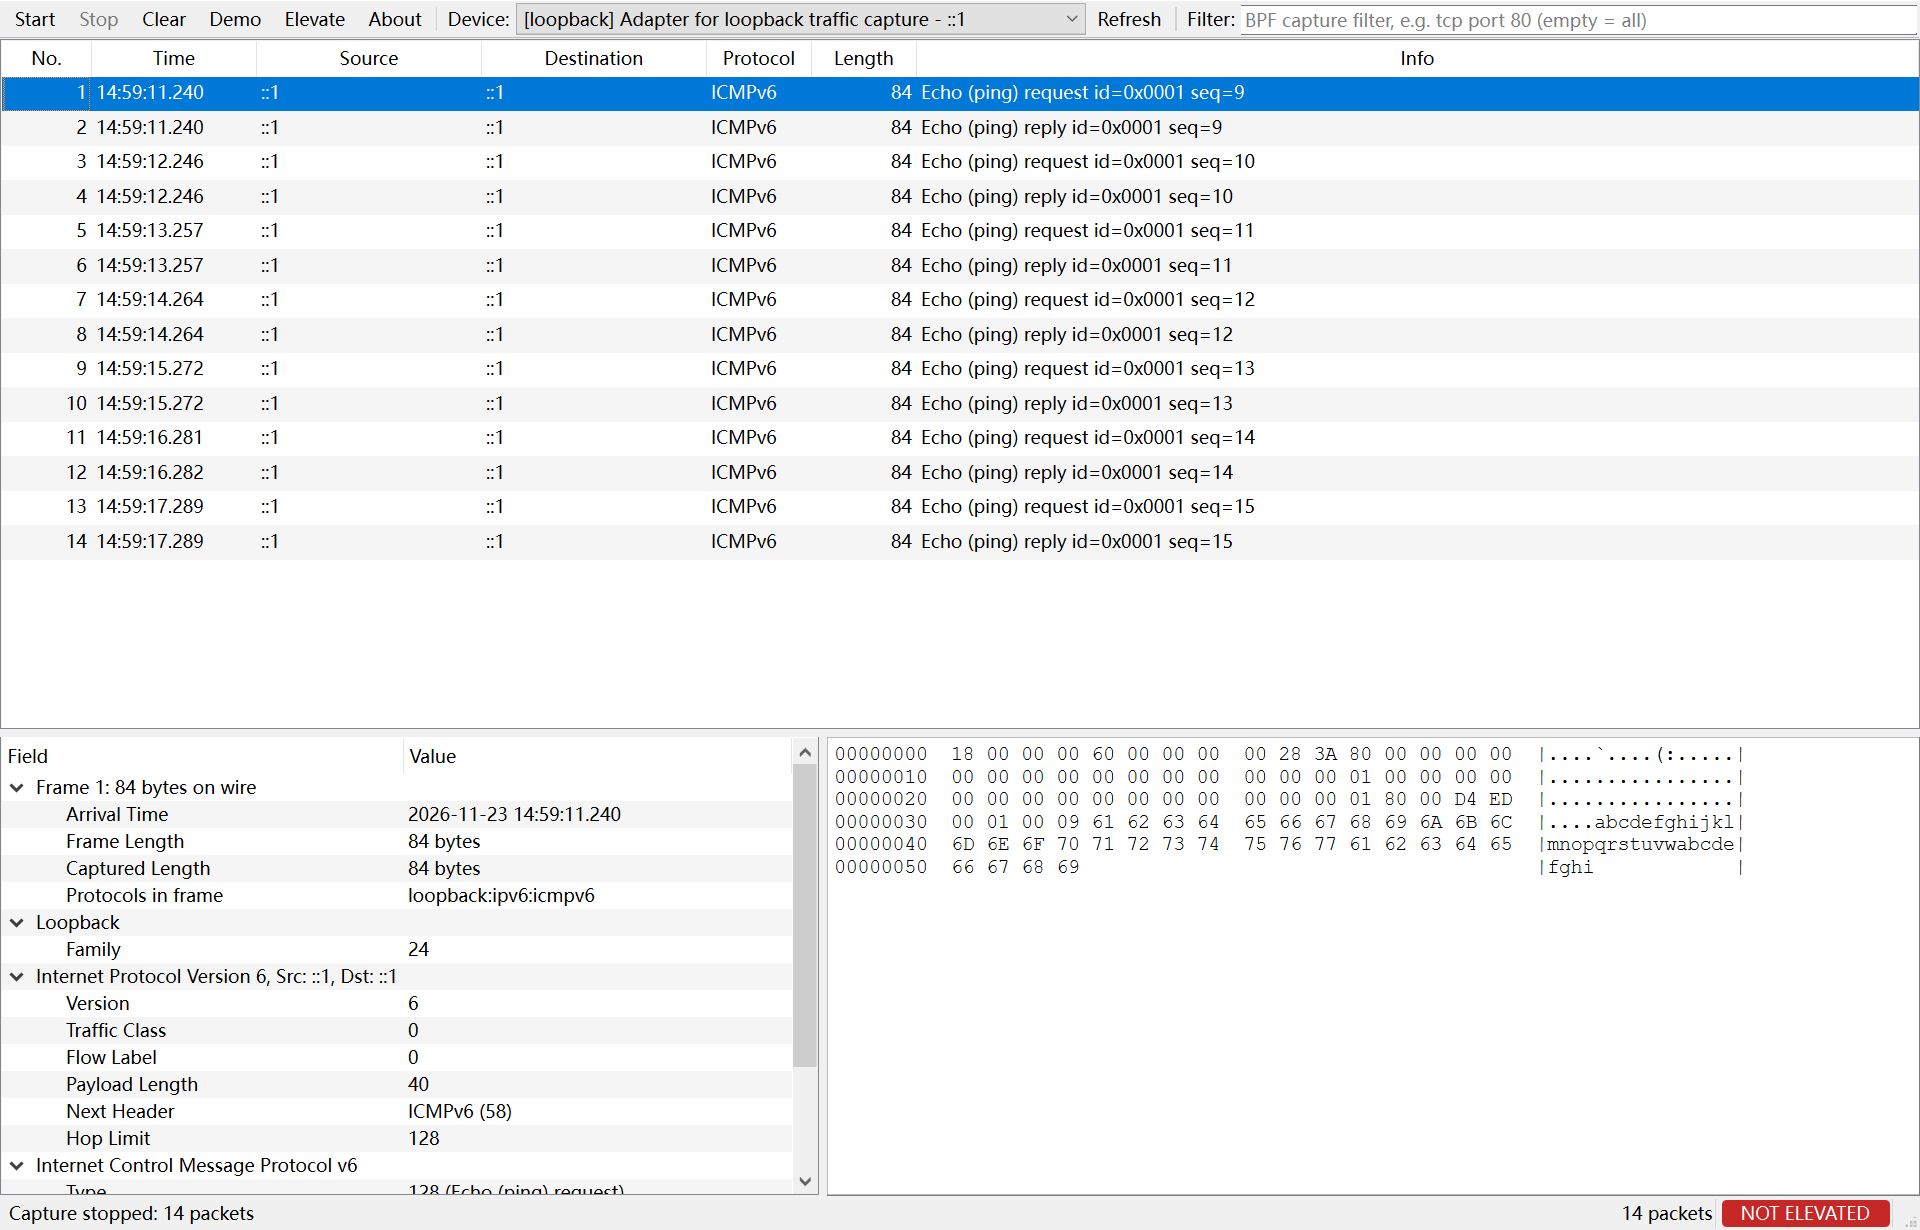 Start Stop Clear Demo Elevate About Device: [loopback] Adapter for loopback traffic capture - ::1 Refresh Filter: BPF capture filter, e.g. tcp port 80 (empty = all)
No. Time Source Destination Protocol Length Info
1 14:59:11.240 ::1 ::1 ICMPv6 84 Echo (ping) request id=0x0001 seq=9
2 14:59:11.240 ::1 ::1 ICMPv6 84 Echo (ping) reply id=0x0001 seq=9
3 14:59:12.246 ::1 ::1 ICMPv6 84 Echo (ping) request id=0x0001 seq=10
4 14:59:12.246 ::1 ::1 ICMPv6 84 Echo (ping) reply id=0x0001 seq=10
5 14:59:13.257 ::1 ::1 ICMPv6 84 Echo (ping) request id=0x0001 seq=11
6 14:59:13.257 ::1 ::1 ICMPv6 84 Echo (ping) reply id=0x0001 seq=11
7 14:59:14.264 ::1 ::1 ICMPv6 84 Echo (ping) request id=0x0001 seq=12
8 14:59:14.264 ::1 ::1 ICMPv6 84 Echo (ping) reply id=0x0001 seq=12
9 14:59:15.272 ::1 ::1 ICMPv6 84 Echo (ping) request id=0x0001 seq=13
10 14:59:15.272 ::1 ::1 ICMPv6 84 Echo (ping) reply id=0x0001 seq=13
11 14:59:16.281 ::1 ::1 ICMPv6 84 Echo (ping) request id=0x0001 seq=14
12 14:59:16.282 ::1 ::1 ICMPv6 84 Echo (ping) reply id=0x0001 seq=14
13 14:59:17.289 ::1 ::1 ICMPv6 84 Echo (ping) request id=0x0001 seq=15
14 14:59:17.289 ::1 ::1 ICMPv6 84 Echo (ping) reply id=0x0001 seq=15
Field Value
Frame 1: 84 bytes on wire
Arrival Time 2026-11-23 14:59:11.240
Frame Length 84 bytes
Captured Length 84 bytes
Protocols in frame loopback:ipv6:icmpv6
Loopback
Family 24
Internet Protocol Version 6, Src: ::1, Dst: ::1
Version 6
Traffic Class 0
Flow Label 0
Payload Length 40
Next Header ICMPv6 (58)
Hop Limit 128
Internet Control Message Protocol v6
Type 128 (Echo (ping) request)
00000000 18 00 00 00 60 00 00 00 00 28 3A 80 00 00 00 00 |....`....(:.....|
00000010 00 00 00 00 00 00 00 00 00 00 00 01 00 00 00 00 |................|
00000020 00 00 00 00 00 00 00 00 00 00 00 01 80 00 D4 ED |................|
00000030 00 01 00 09 61 62 63 64 65 66 67 68 69 6A 6B 6C |....abcdefghijkl|
00000040 6D 6E 6F 70 71 72 73 74 75 76 77 61 62 63 64 65 |mnopqrstuvwabcde|
00000050 66 67 68 69 |fghi |
Capture stopped: 14 packets 14 packets NOT ELEVATED